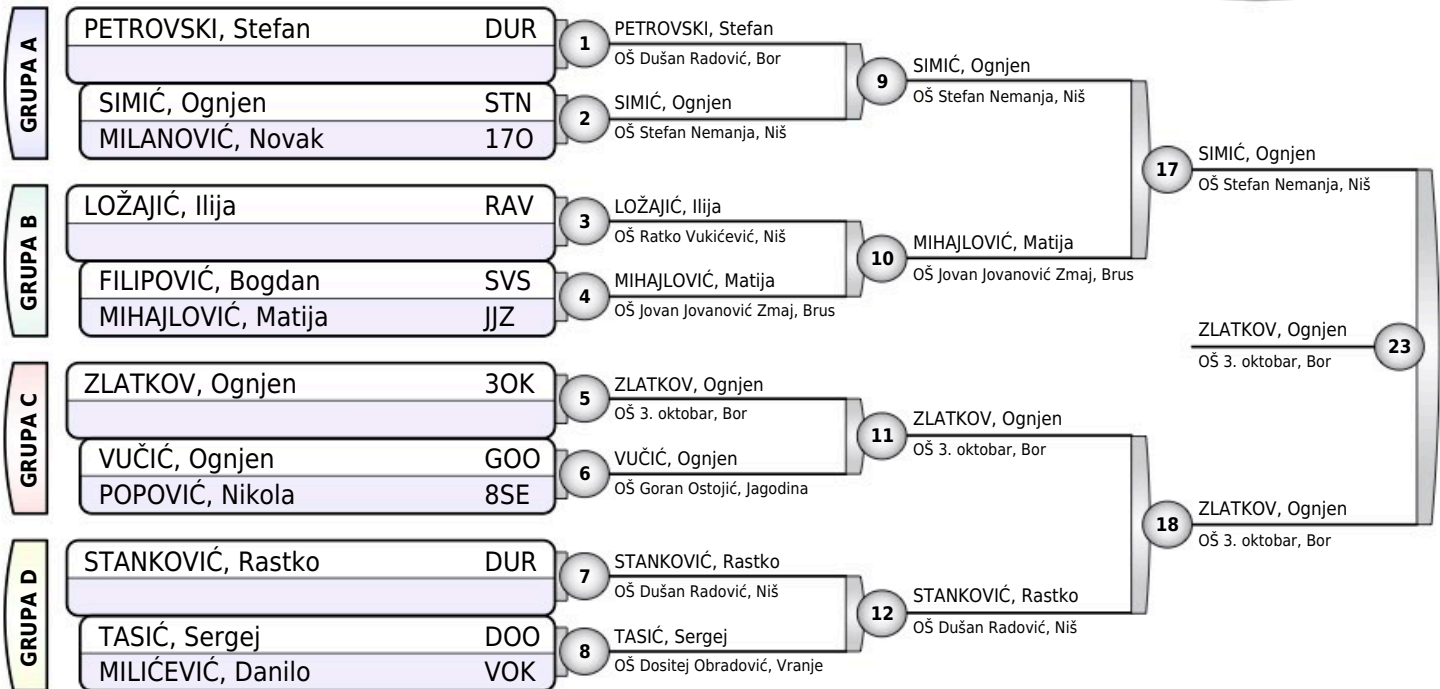 GRUPA A
PETROVSKI, Stefan DUR
SIMIĆ, Ognjen STN
MILANOVIĆ, Novak 17O
GRUPA B
LOŽAJIĆ, Ilija RAV
FILIPOVIĆ, Bogdan SVS
MIHAJLOVIĆ, Matija JJZ
GRUPA C
ZLATKOV, Ognjen 3OK
VUČIĆ, Ognjen GOO
POPOVIĆ, Nikola 8SE
GRUPA D
STANKOVIĆ, Rastko DUR
TASIĆ, Sergej DOO
MILIĆEVIĆ, Danilo VOK
1
PETROVSKI, Stefan
OŠ Dušan Radović, Bor
2
SIMIĆ, Ognjen
OŠ Stefan Nemanja, Niš
3
LOŽAJIĆ, Ilija
OŠ Ratko Vukićević, Niš
4
MIHAJLOVIĆ, Matija
OŠ Jovan Jovanović Zmaj, Brus
5
ZLATKOV, Ognjen
OŠ 3. oktobar, Bor
6
VUČIĆ, Ognjen
OŠ Goran Ostojić, Jagodina
7
STANKOVIĆ, Rastko
OŠ Dušan Radović, Niš
8
TASIĆ, Sergej
OŠ Dositej Obradović, Vranje
9
SIMIĆ, Ognjen
OŠ Stefan Nemanja, Niš
10
MIHAJLOVIĆ, Matija
OŠ Jovan Jovanović Zmaj, Brus
11
ZLATKOV, Ognjen
OŠ 3. oktobar, Bor
12
STANKOVIĆ, Rastko
OŠ Dušan Radović, Niš
17
SIMIĆ, Ognjen
OŠ Stefan Nemanja, Niš
18
ZLATKOV, Ognjen
OŠ 3. oktobar, Bor
ZLATKOV, Ognjen
OŠ 3. oktobar, Bor
23